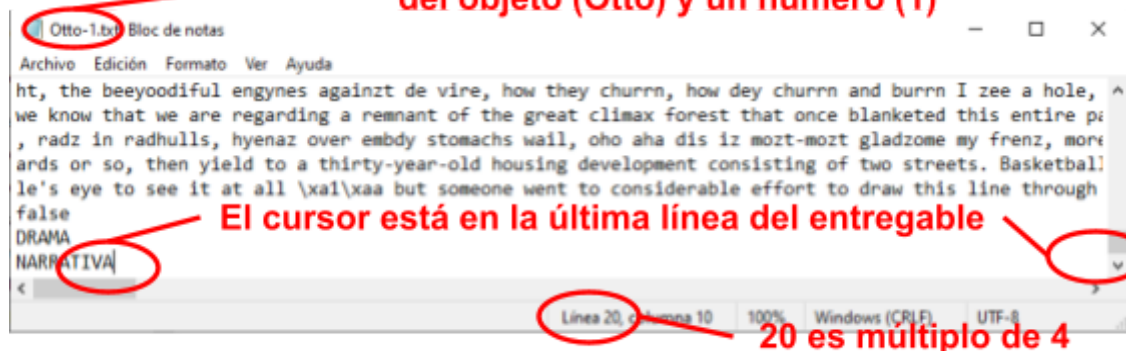 del objeto (Otto) y un número (1)
Otto-1.txt Bloc de notas
Archivo Edición Formato Ver Ayuda
ht, the beeyoodiful engynes againzt de vire, how they churrn, how dey churrn and burrn I zee a hole,
we know that we are regarding a remnant of the great climax forest that once blanketed this entire pa
, radz in radhulls, hyenaz over embdy stomachs wail, oho aha dis iz mozt-mozt gladzome my frenz, more
ards or so, then yield to a thirty-year-old housing development consisting of two streets. Basketball
le's eye to see it at all \xa1\xaa but someone went to considerable effort to draw this line through
false
El cursor está en la última línea del entregable
DRAMA
NARRATIVA
Línea 20, columna 10 100% Windows (CRLF) UTF-8
20 es múltiplo de 4